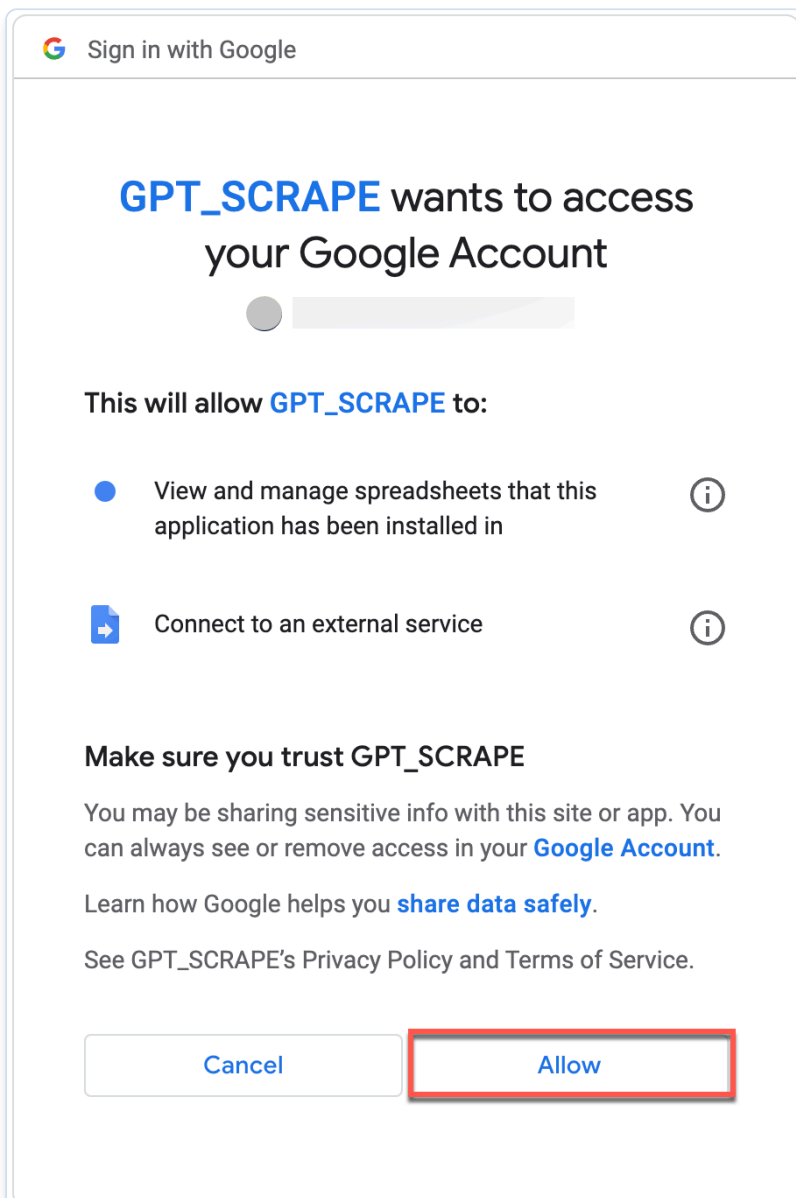 Sign in with Google
GPT_SCRAPE wants to access
your Google Account
This will allow GPT_SCRAPE to:
View and manage spreadsheets that this
application has been installed in
Connect to an external service
Make sure you trust GPT_SCRAPE
You may be sharing sensitive info with this site or app. You
can always see or remove access in your Google Account.
Learn how Google helps you share data safely.
See GPT_SCRAPE’s Privacy Policy and Terms of Service.
Cancel
Allow